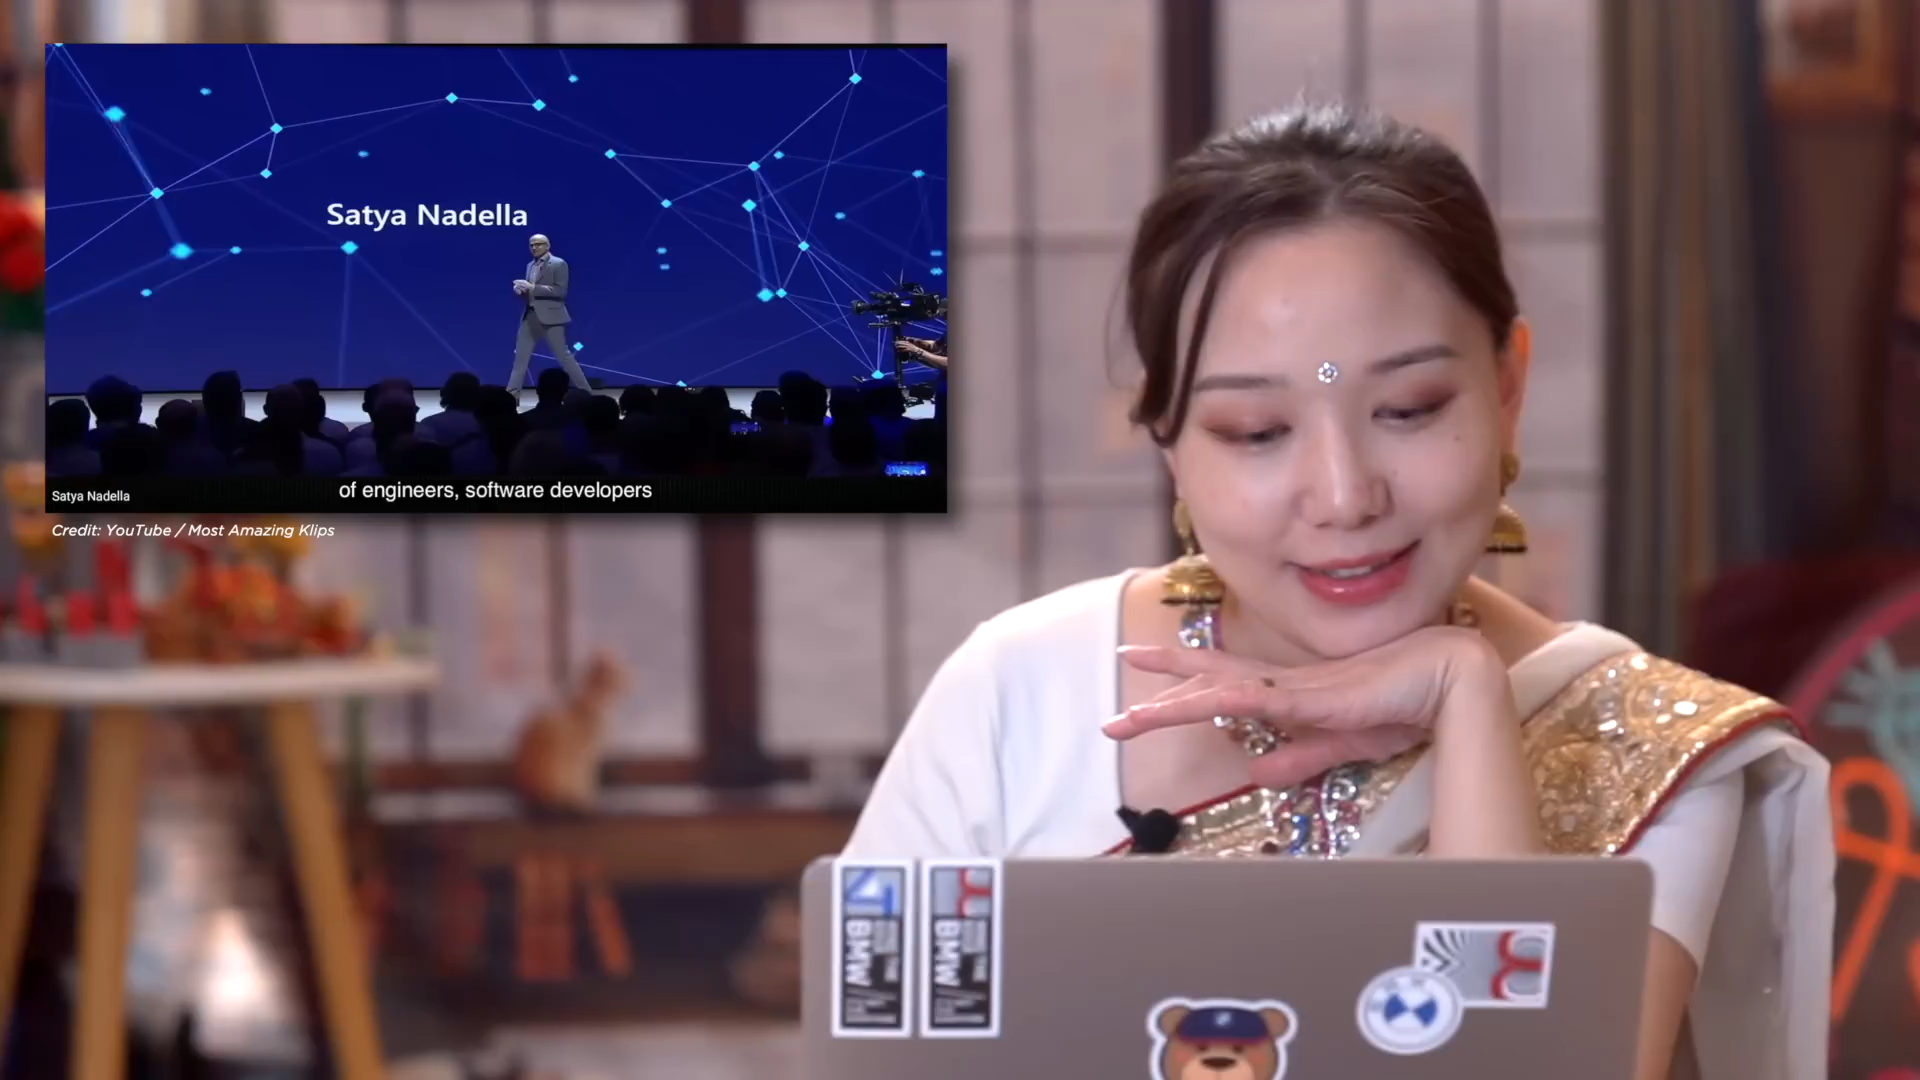 Satya Nadella
of engineers, software developers
Satya Nadella
Credit: YouTube / Most Amazing Klips
BMW
BMW